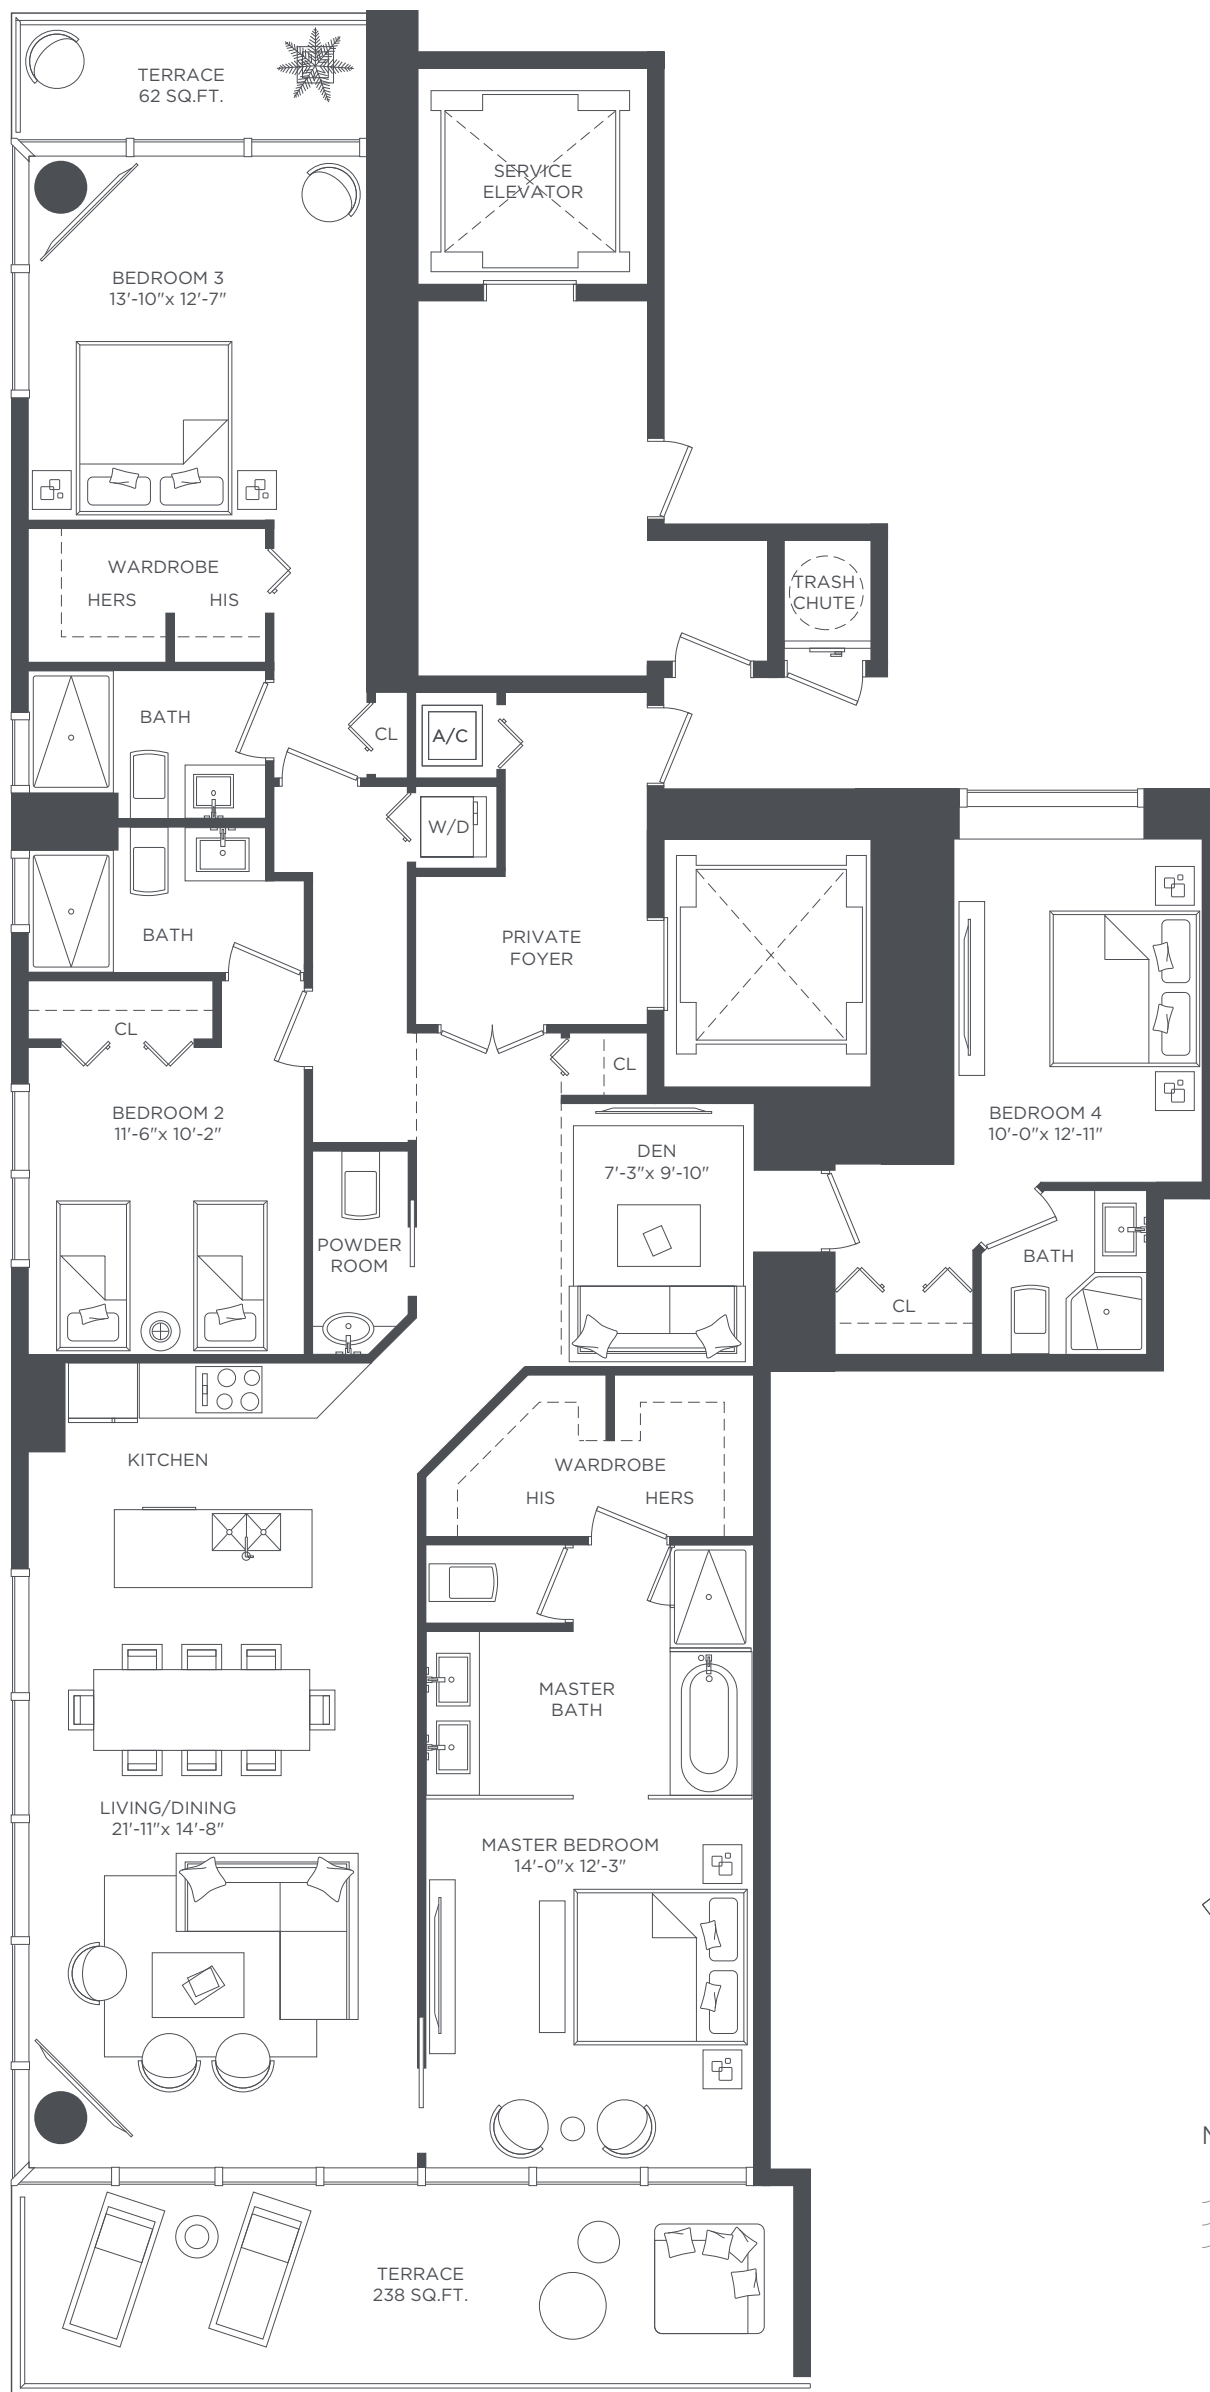 TERRACE
62 SQ.FT.
SERVICE
ELEVATOR
BEDROOM 3
13'-10"x 12'-7"
WARDROBE
HERS HIS
TRASH
CHUTE
BATH
CL
A/C
W/D
BATH
PRIVATE
FOYER
CL
CL
BEDROOM 2
11'-6"x 10'-2"
BEDROOM 4
10'-0"x 12'-11"
DEN
7'-3"x 9'-10"
POWDER
ROOM
BATH
CL
KITCHEN
WARDROBE
HIS HERS
MASTER
BATH
LIVING/DINING
21'-11"x 14'-8"
MASTER BEDROOM
14'-0"x 12'-3"
TERRACE
238 SQ.FT.